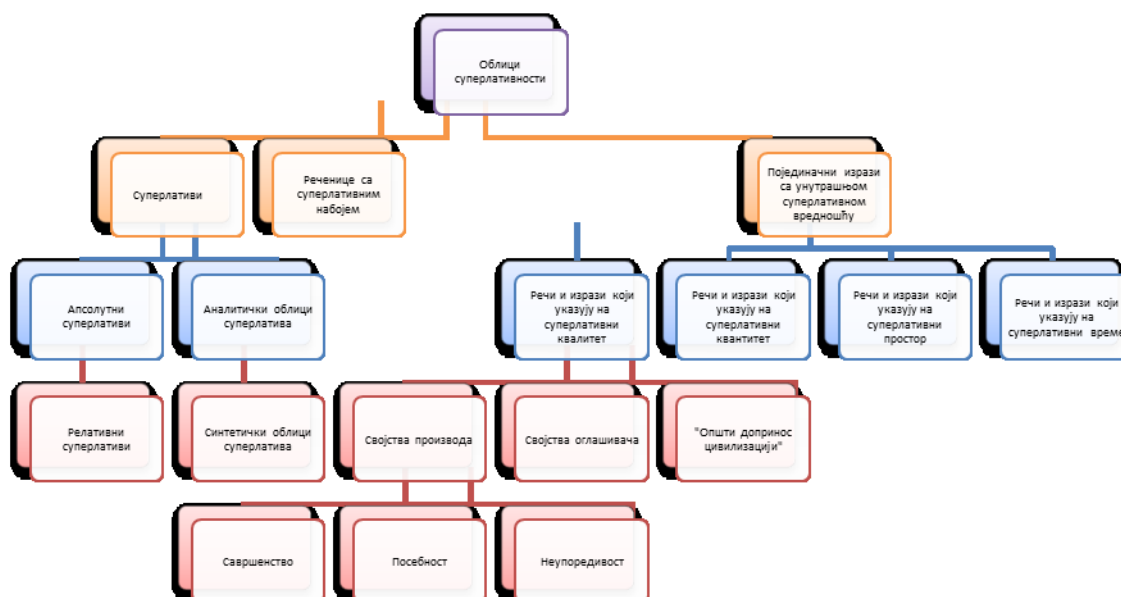 Облици
суперлативности
Суперлативи
Реченице са
суперлативним
набојем
Појединачни изрази
са унутрашњом
суперлативном
вредношћу
Апсолутни
суперлативи
Аналитички облици
суперлатива
Речи и изрази који
указују на
суперлативни
квалитет
Речи и изрази који
указују на
суперлативни
квантитет
Речи и изрази који
указују на
суперлативни
простор
Речи и изрази који
указују на
суперлативни време
Релативни
суперлативи
Синтетички облици
суперлатива
Својства производа
Својства оглашивача
"Општи допринос
цивилизацији"
Савршенство
Посебност
Неупоредивост